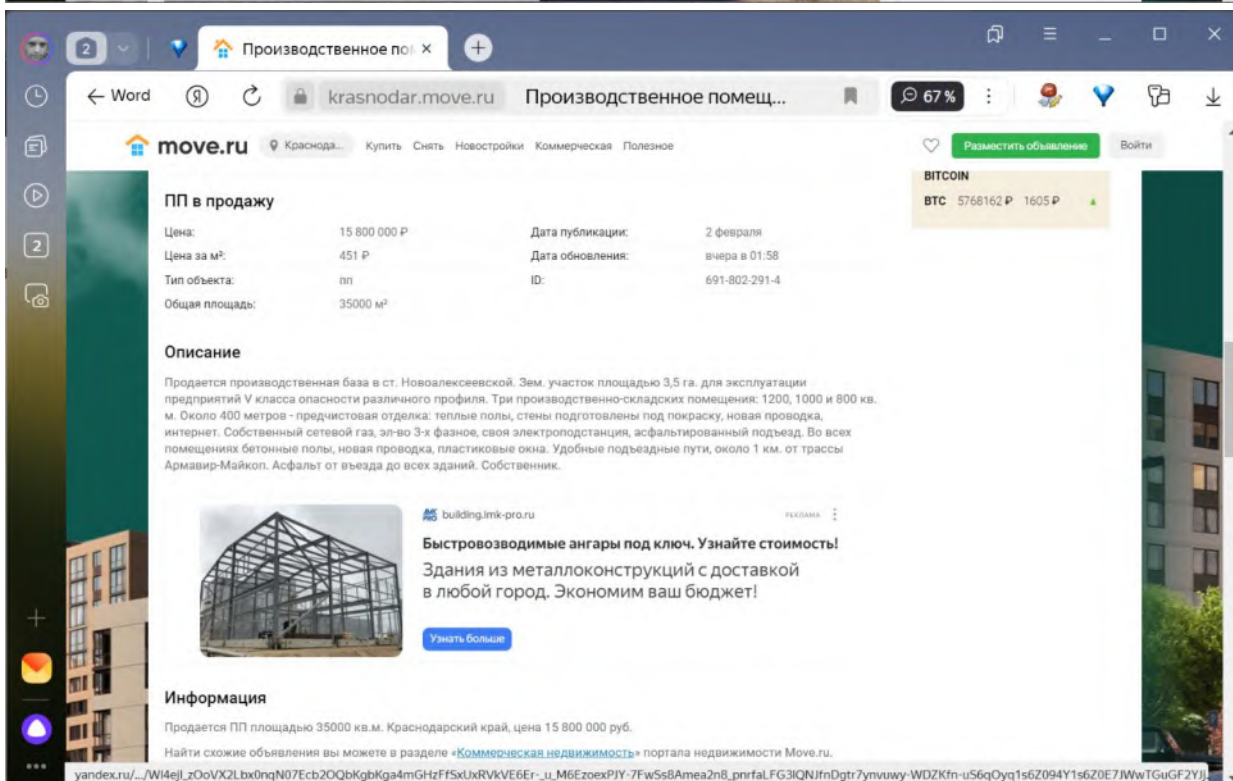 2
Производственное по
← Word
Я
krasnodar.move.ru
Производственное помещ...
67 %
move.ru
Краснода...
Купить Снять Новостройки Коммерческая Полезное
Разместить объявление
Войти
BITCOIN
BTC 5768162 ₽ 1605 ₽
ПП в продажу
Цена: 15 800 000 ₽ Дата публикации: 2 февраля
Цена за м²: 451 ₽ Дата обновления: вчера в 01:58
Тип объекта: пп ID: 691-802-291-4
Общая площадь: 35000 м²
2
Описание
Продается производственная база в ст. Новоалексеевской. Зем. участок площадью 3,5 га. для эксплуатации
предприятий V класса опасности различного профиля. Три производственно-складских помещения: 1200, 1000 и 800 кв.
м. Около 400 метров - предчистовая отделка: теплые полы, стены подготовлены под покраску, новая проводка,
интернет. Собственный сетевой газ, эл-во 3-х фазное, своя электроподстанция, асфальтированный подъезд. Во всех
помещениях бетонные полы, новая проводка, пластиковые окна. Удобные подъездные пути, около 1 км. от трассы
Армавир-Майкоп. Асфальт от въезда до всех зданий. Собственник.
building.imk-pro.ru
РЕКЛАМА
Быстровозводимые ангары под ключ. Узнайте стоимость!
Здания из металлоконструкций с доставкой
в любой город. Экономим ваш бюджет!
Узнать больше
Информация
Продается ПП площадью 35000 кв.м. Краснодарский край, цена 15 800 000 руб.
Найти схожие объявления вы можете в разделе «Коммерческая недвижимость» портала недвижимости Move.ru.